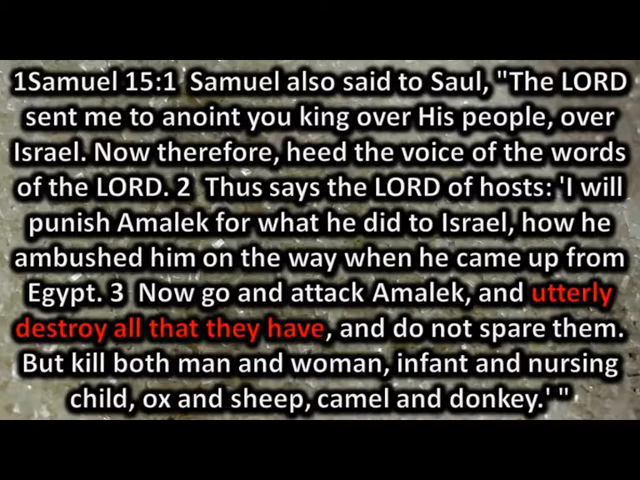 1Samuel 15:1  Samuel also said to Saul, "The LORD
sent me to anoint you king over His people, over
Israel. Now therefore, heed the voice of the words
of the LORD. 2  Thus says the LORD of hosts: 'I will
punish Amalek for what he did to Israel, how he
ambushed him on the way when he came up from
Egypt. 3  Now go and attack Amalek, and utterly
destroy all that they have, and do not spare them.
But kill both man and woman, infant and nursing
child, ox and sheep, camel and donkey.' "